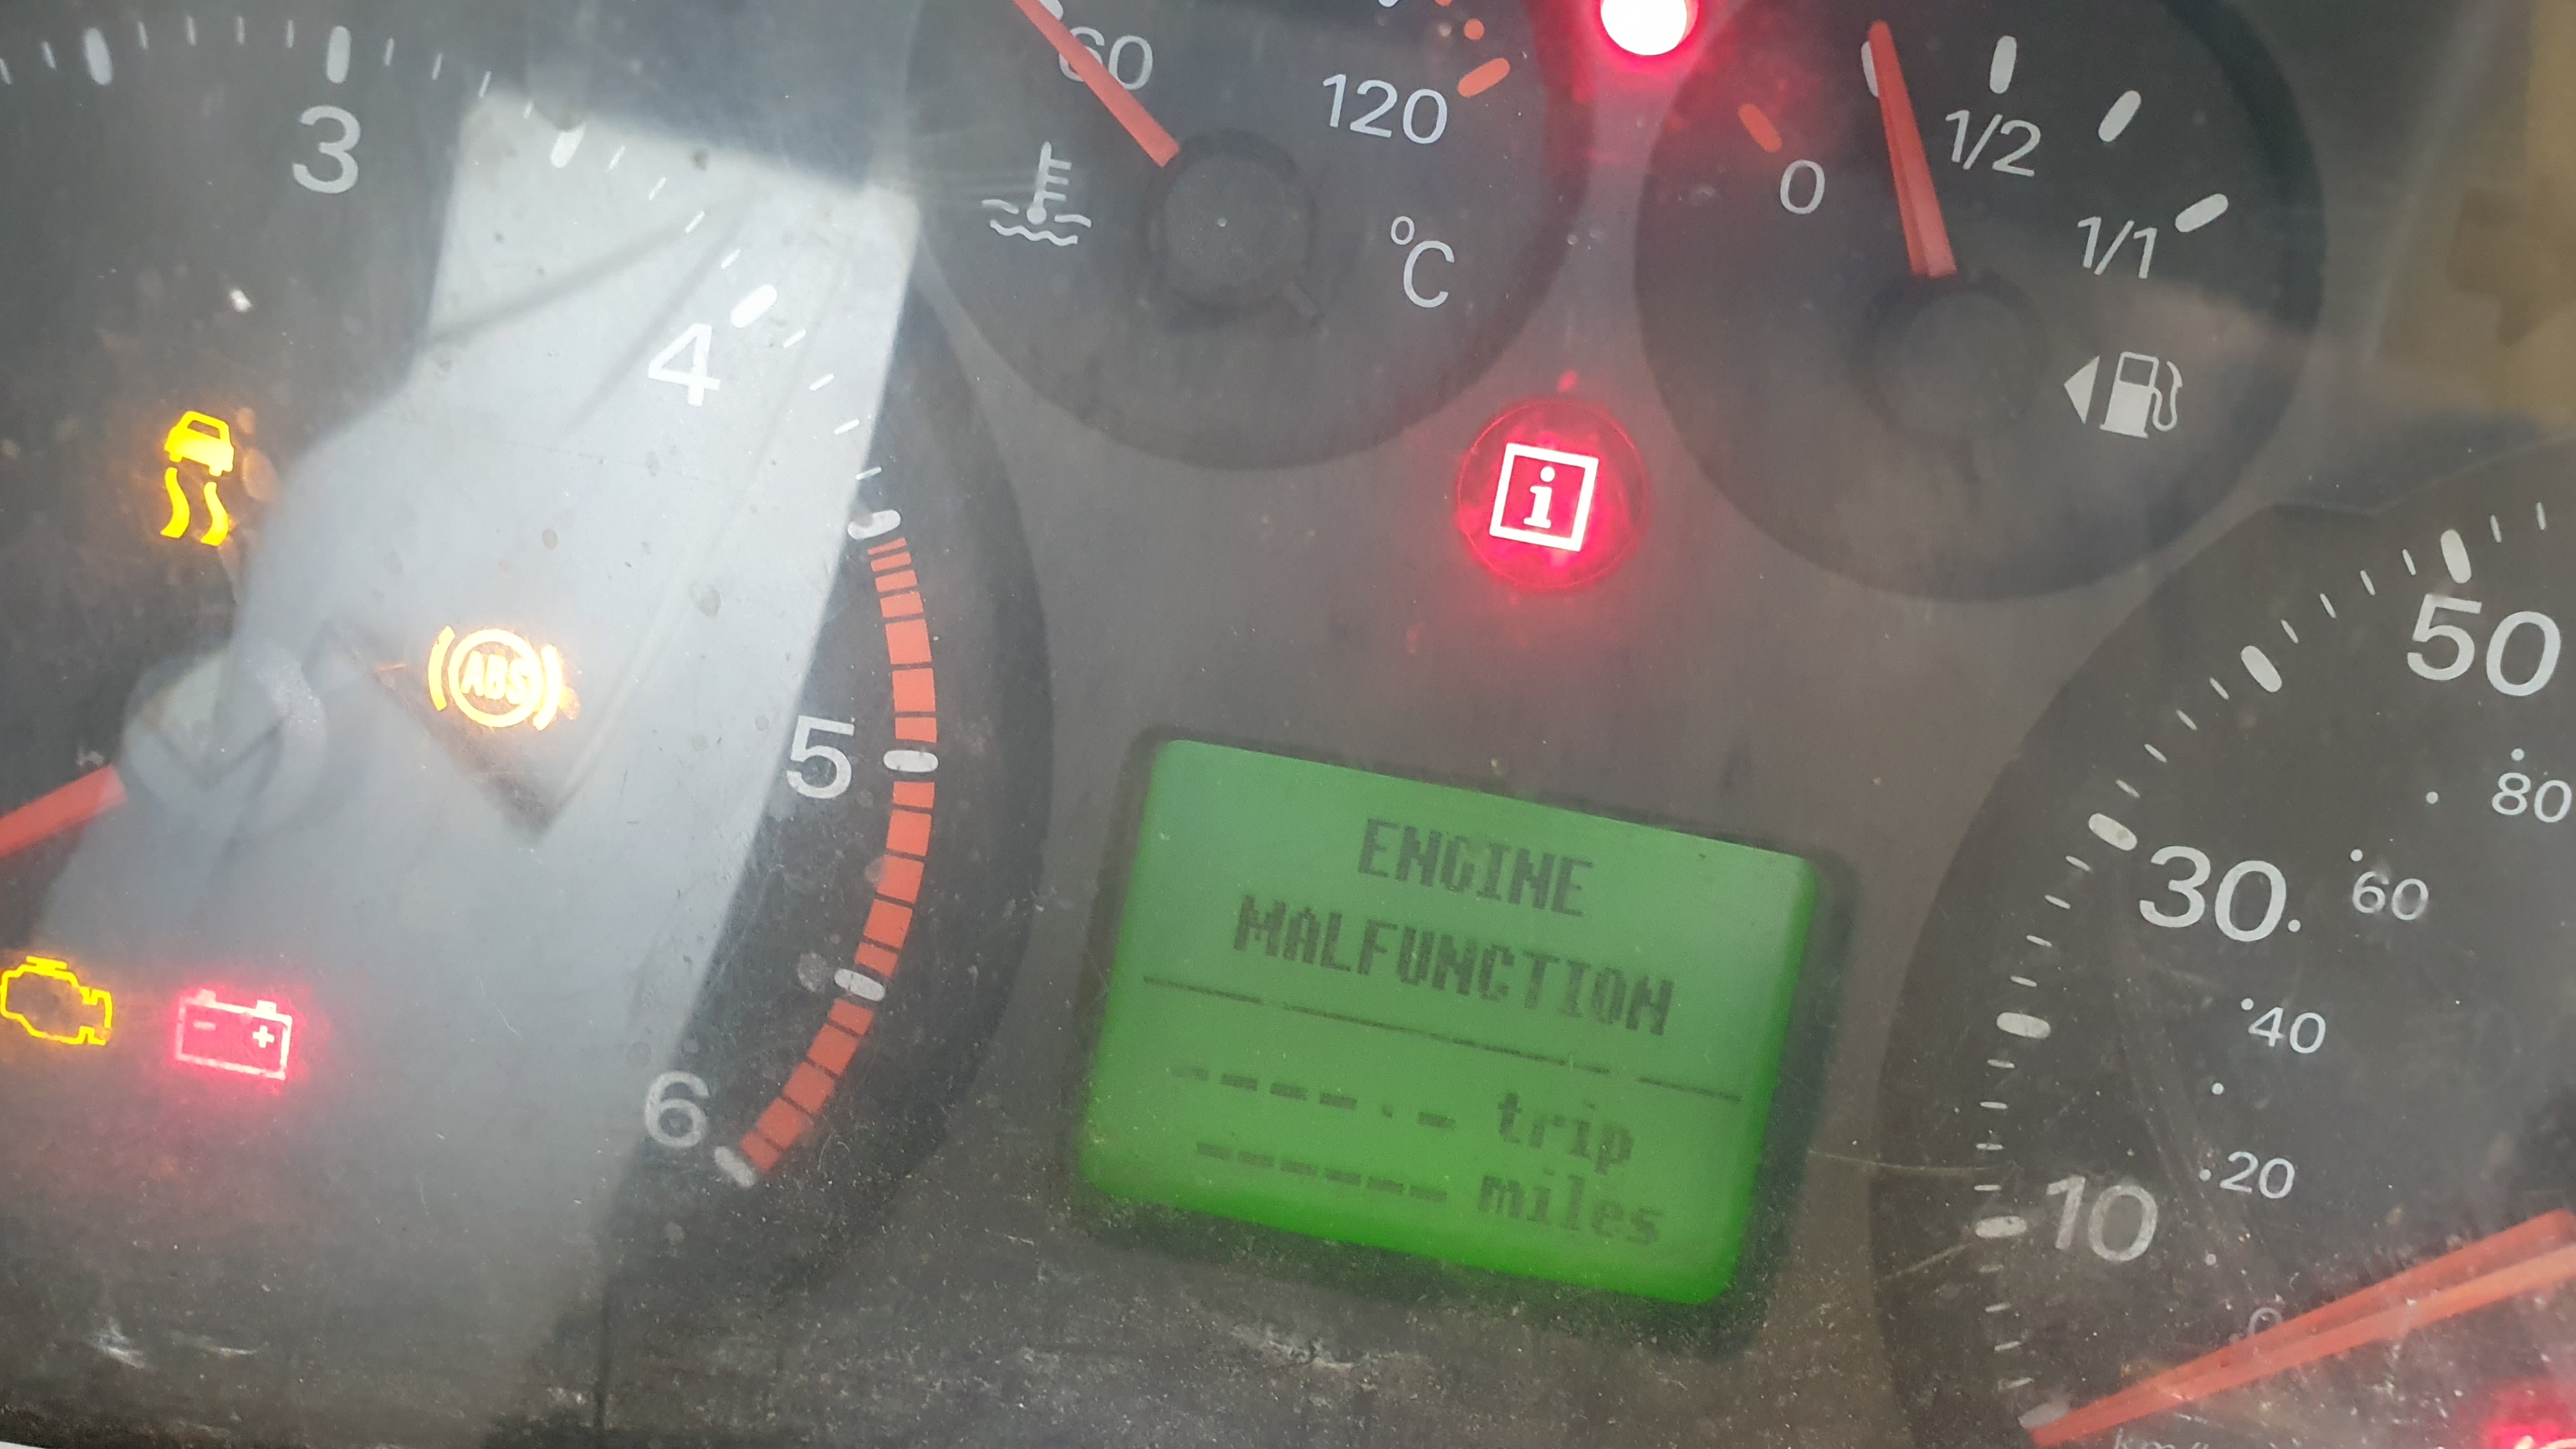 3
4
ABS
5
6
60
120
°C
0
1/2
1/1
i
ENGINE
MALFUNCTION
----.- trip
------ miles
50
80
30
60
40
20
10